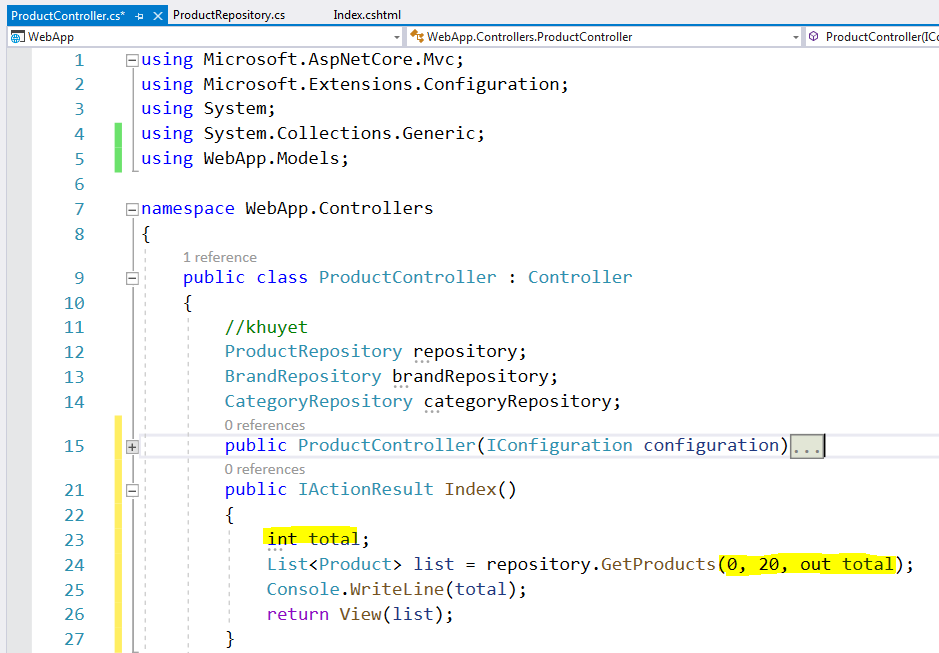 ProductController.cs* ProductRepository.cs Index.cshtml
WebApp WebApp.Controllers.ProductController ProductController(ICo
1 using Microsoft.AspNetCore.Mvc;
2 using Microsoft.Extensions.Configuration;
3 using System;
4 using System.Collections.Generic;
5 using WebApp.Models;
6
7 namespace WebApp.Controllers
8 {
1 reference
9 public class ProductController : Controller
10 {
11 //khuyet
12 ProductRepository repository;
13 BrandRepository brandRepository;
14 CategoryRepository categoryRepository;
0 references
15 public ProductController(IConfiguration configuration)...
0 references
21 public IActionResult Index()
22 {
23 int total;
24 List<Product> list = repository.GetProducts(0, 20, out total);
25 Console.WriteLine(total);
26 return View(list);
27 }